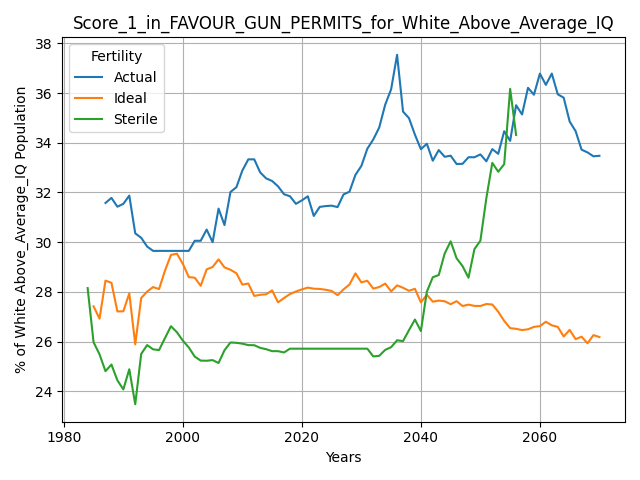 Score_1_in_FAVOUR_GUN_PERMITS_for_White_Above_Average_IQ
% of White Above_Average_IQ Population
38
36
34
32
30
28
26
24
Fertility
Actual
Ideal
Sterile
1980
2000
2020
2040
2060
Years